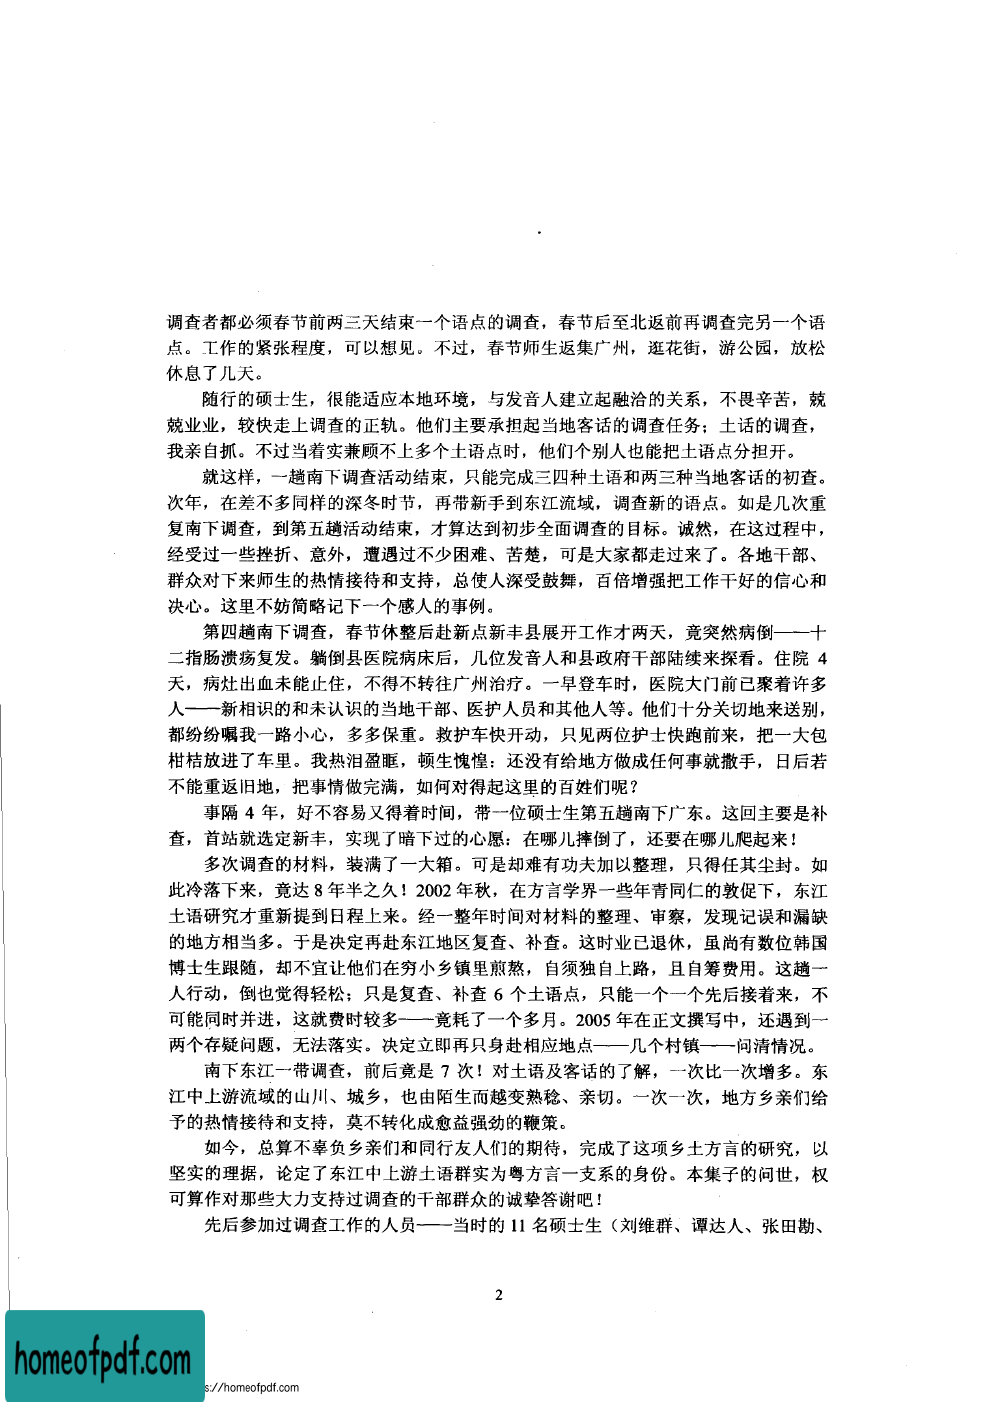 调查者都必须春节前两三天结束一个语点的调查，春节后至北返前再调查完另一个语
点。工作的紧张程度，可以想见。不过，春节师生返集广州，逛花街，游公园，放松
休息了几天。
随行的硕士生，很能适应本地环境，与发音人建立起融洽的关系，不畏辛苦，兢
兢业业，较快走上调查的正轨。他们主要承担起当地客话的调查任务；土话的调查，
我亲自抓。不过当着实兼顾不上多个土语点时，他们个别人也能把土语点分担开。
就这样，一趟南下调查活动结束，只能完成三四种土语和两三种当地客话的初查。
次年，在差不多同样的深冬时节，再带新手到东江流域，调查新的语点。如是几次重
复南下调查，到第五趟活动结束，才算达到初步全面调查的目标。诚然，在这过程中，
经受过一些挫折、意外，遭遇过不少困难、苦楚，可是大家都走过来了。各地干部、
群众对下来师生的热情接待和支持，总使人深受鼓舞，百倍增强把工作干好的信心和
决心。这里不妨简略记下一个感人的事例。
第四趟南下调查，春节休整后赴新点新丰县展开工作才两天，竟突然病倒——十
二指肠溃疡复发。躺倒县医院病床后，几位发音人和县政府干部陆续来探看。住院 4
天，病灶出血未能止住，不得不转往广州治疗。一早登车时，医院大门前已聚着许多
人——新相识的和未认识的当地干部、医护人员和其他人等。他们十分关切地来送别，
都纷纷嘱我一路小心，多多保重。救护车快开动，只见两位护士快跑前来，把一大包
柑桔放进了车里。我热泪盈眶，顿生愧惶：还没有给地方做成任何事就撒手，日后若
不能重返旧地，把事情做完满，如何对得起这里的百姓们呢？
事隔 4 年，好不容易又得着时间，带一位硕士生第五趟南下广东。这回主要是补
查，首站就选定新丰，实现了暗下过的心愿：在哪儿摔倒了，还要在哪儿爬起来！
多次调查的材料，装满了一大箱。可是却难有功夫加以整理，只得任其尘封。如
此冷落下来，竟达 8 年半之久！2002 年秋，在方言学界一些年青同仁的敦促下，东江
土语研究才重新提到日程上来。经一整年时间对材料的整理、审察，发现记误和漏缺
的地方相当多。于是决定再赴东江地区复查、补查。这时业已退休，虽尚有数位韩国
博士生跟随，却不宜让他们在穷小乡镇里煎熬，自须独自上路，且自筹费用。这趟一
人行动，倒也觉得轻松；只是复查、补查 6 个土语点，只能一个一个先后接着来，不
可能同时并进，这就费时较多——竟耗了一个多月。2005 年在正文撰写中，还遇到一
两个存疑问题，无法落实。决定立即再只身赴相应地点——几个村镇——问清情况。
南下东江一带调查，前后竟是 7 次！对土语及客话的了解，一次比一次增多。东
江中上游流域的山川、城乡，也由陌生而越变熟稔、亲切。一次一次，地方乡亲们给
予的热情接待和支持，莫不转化成愈益强劲的鞭策。
如今，总算不辜负乡亲们和同行友人们的期待，完成了这项乡土方言的研究，以
坚实的理据，论定了东江中上游土语群实为粤方言一支系的身份。本集子的问世，权
可算作对那些大力支持过调查的干部群众的诚挚答谢吧！
先后参加过调查工作的人员——当时的 11 名硕士生（刘维群、谭达人、张田勘、
2
homeofpdf.com
s://homeofpdf.com